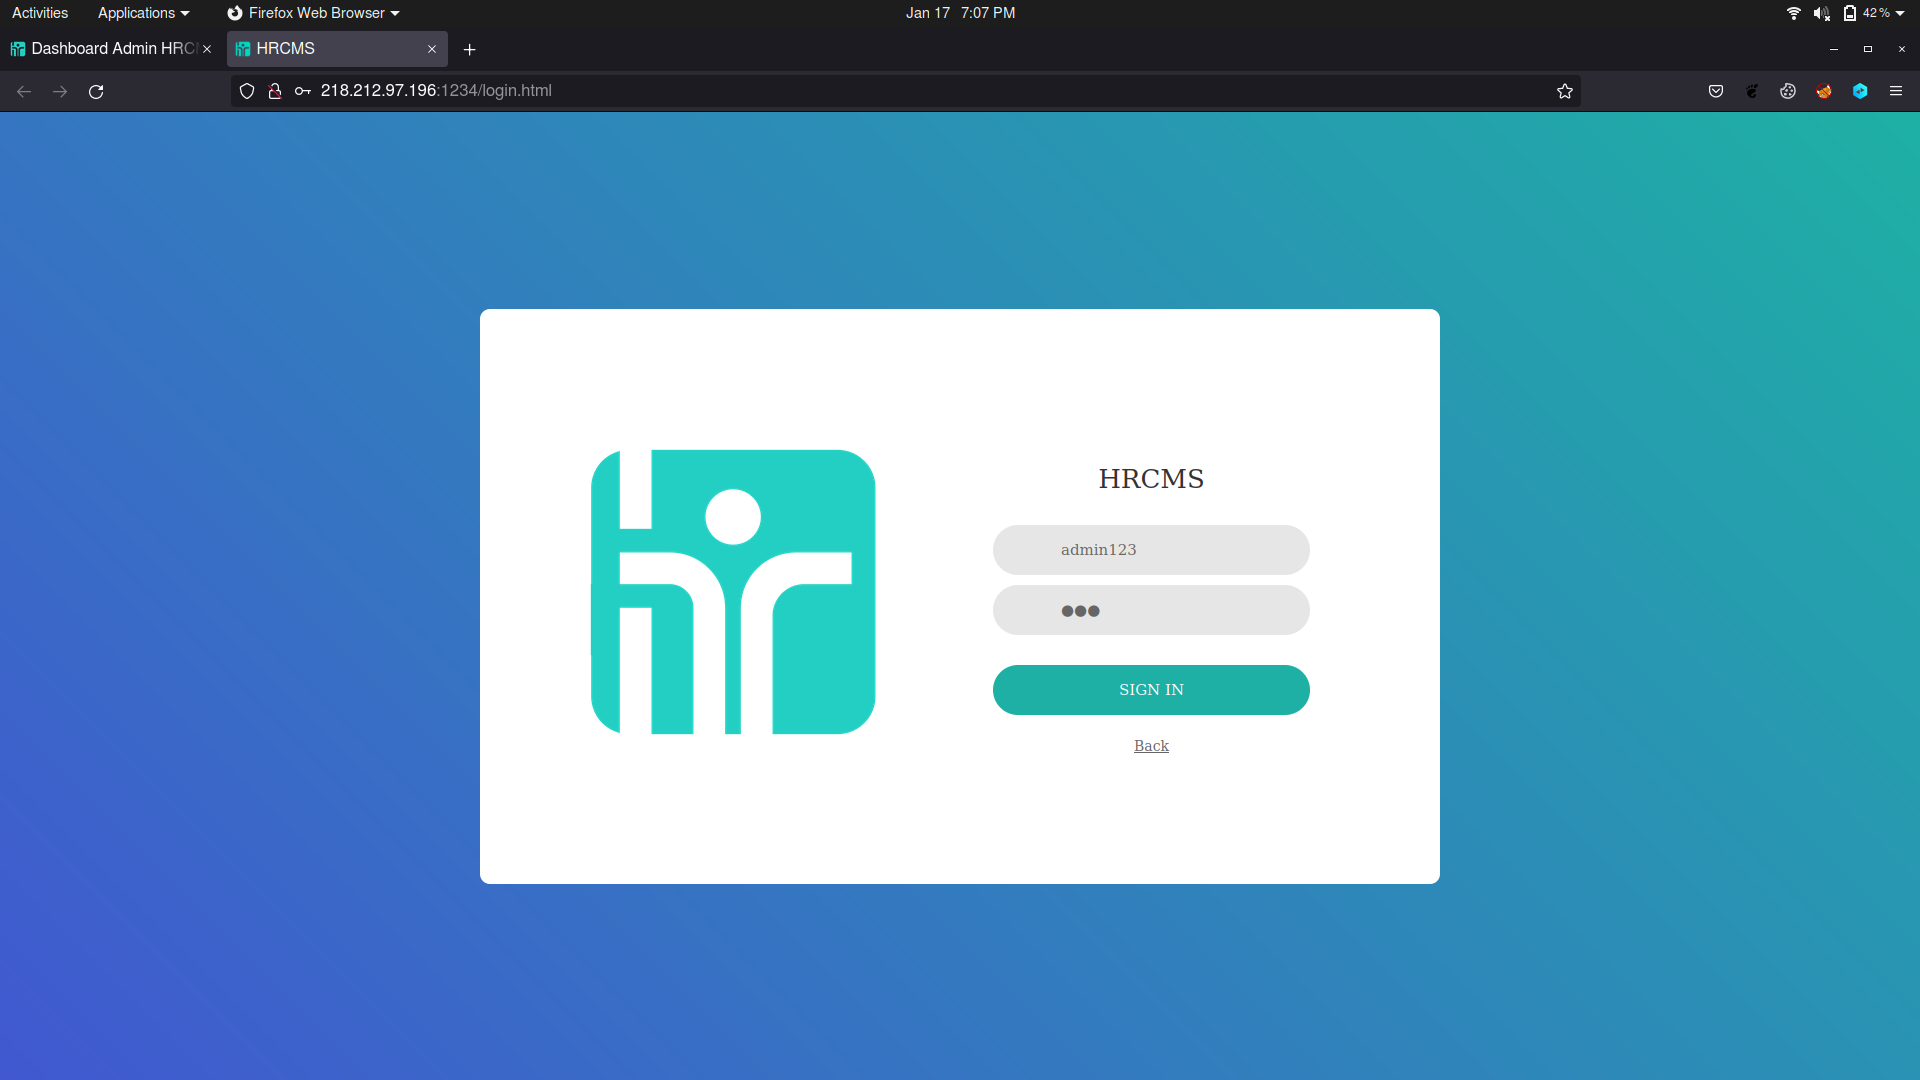 Activities Applications Firefox Web Browser Jan 17 7:07 PM 42 %
Dashboard Admin HRC HRCMS
218.212.97.196:1234/login.html
hr
HRCMS
admin123
SIGN IN
Back